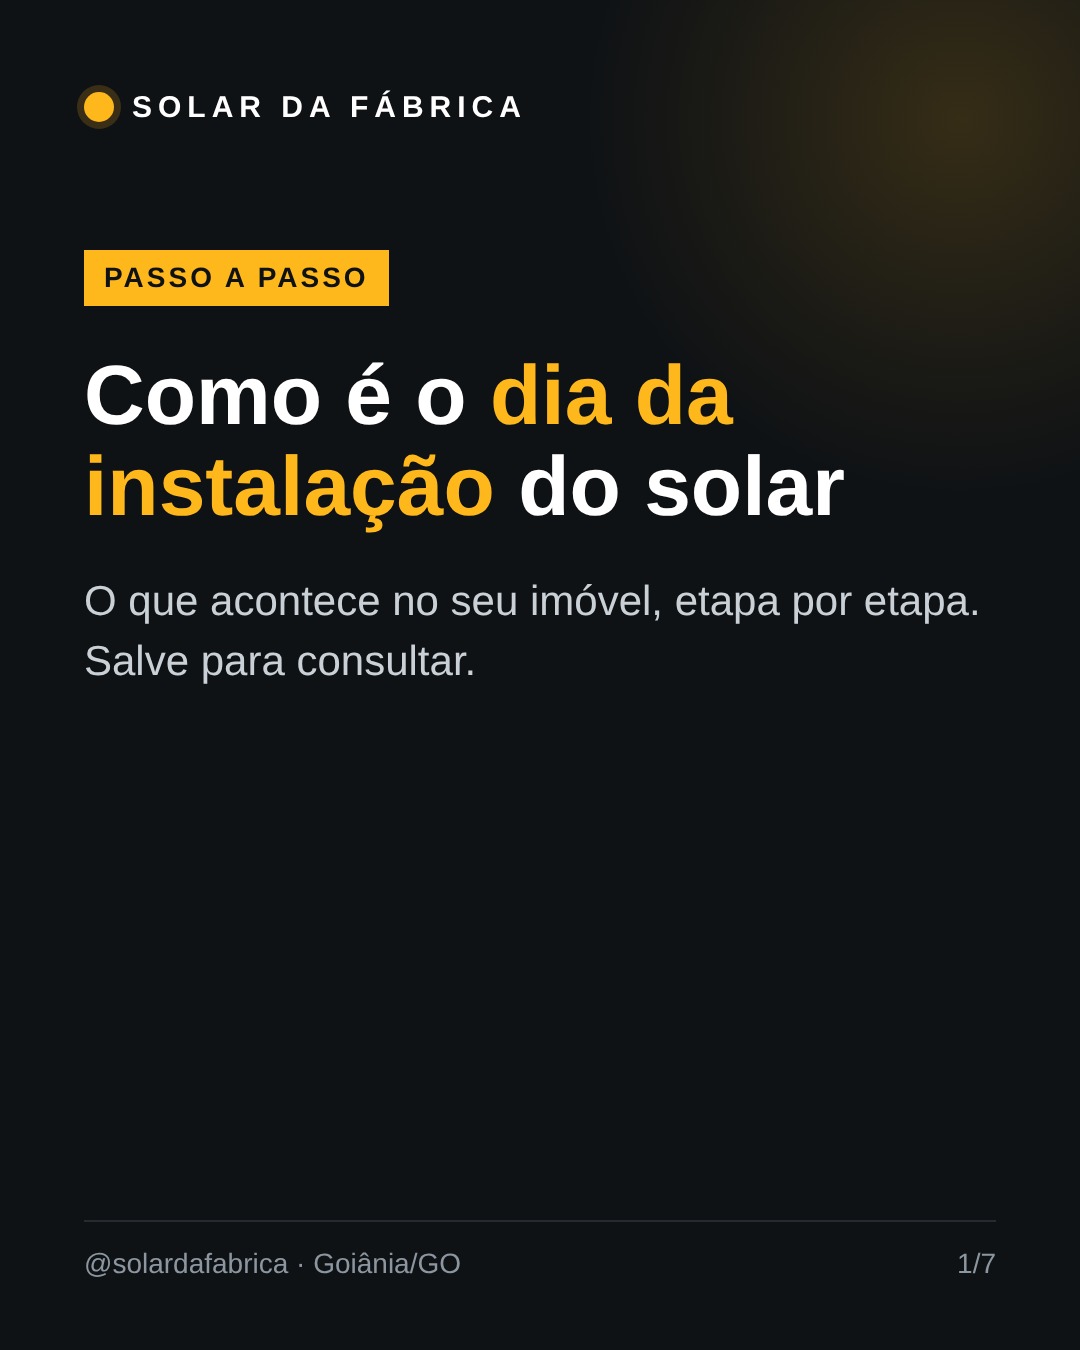 SOLAR DA FÁBRICA
PASSO A PASSO
Como é o dia da
instalação do solar
O que acontece no seu imóvel, etapa por etapa.
Salve para consultar.
@solardafabrica · Goiânia/GO
1/7